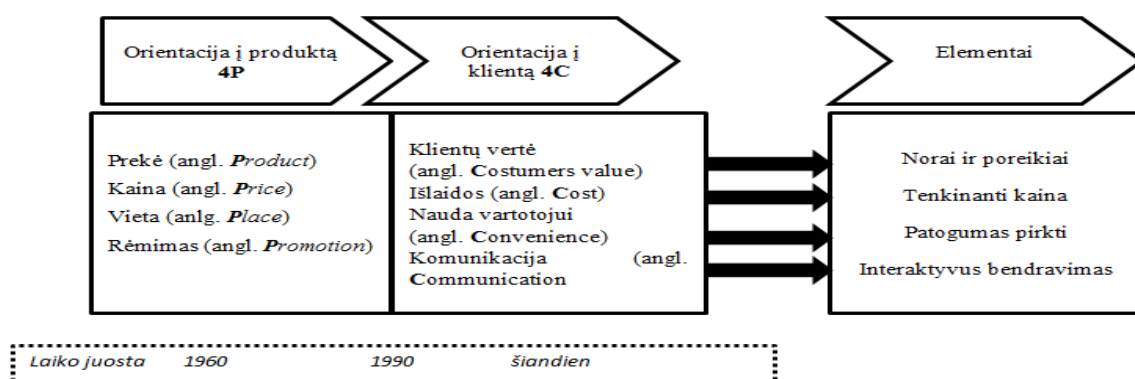 Orientacija į produktą
4P
Orientacija į
klientą 4C
Elementai
Prekė (angl. Product)
Kaina (angl. Price)
Vieta (anlg. Place)
Rėmimas (angl. Promotion)
Klientų vertė
(angl. Costumers value)
Išlaidos (angl. Cost)
Nauda vartotojui
(angl. Convenience)
Komunikacija (angl.
Communication
Norai ir poreikiai
Tenkinanti kaina
Patogumas pirkti
Interaktyvus bendravimas
Laiko juosta 1960 1990 šiandien